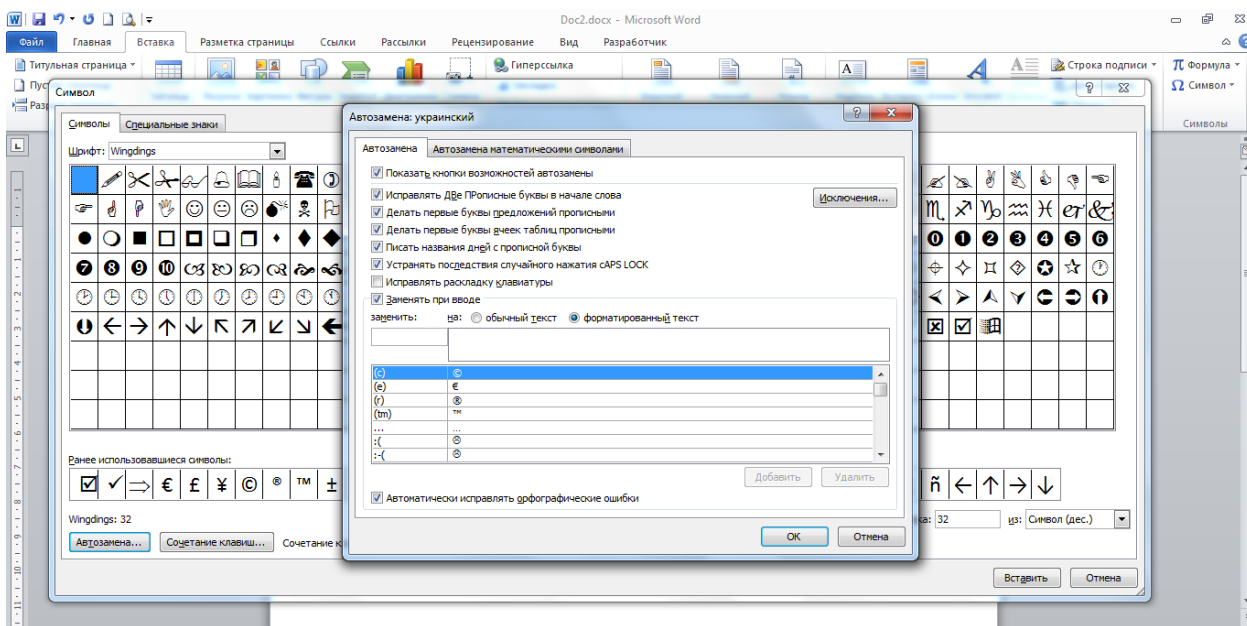 Doc2.docx - Microsoft Word
Файл Главная Вставка Разметка страницы Ссылки Рассылки Рецензирование Вид Разработчик
Титульная страница Гиперссылка Строка подписи π Формула
Ω Символ
Символы
Символ
Символы Специальные знаки
Шрифт: Wingdings
Автозамена: украинский
Автозамена Автозамена математическими символами
Показать кнопки возможностей автозамены
Исправлять ДВе ПРописные буквы в начале слова Исключения...
Делать первые буквы предложений прописными
Делать первые буквы ячеек таблиц прописными
Писать названия дней с прописной буквы
Устранять последствия случайного нажатия cAPS LOCK
Исправлять раскладку клавиатуры
Заменять при вводе
заменить: на: обычный текст форматированный текст
(c) ©
(e) €
(r) ®
(tm) ™
... …
:( ☹
:-( ☹
Добавить Удалить
Автоматически исправлять орфографические ошибки
OK Отмена
Ранее использовавшиеся символы:
☑ ✓ ⇒ € £ ¥ © ® ™ ± ñ ← ↑ → ↓
Wingdings: 32 32 из: Символ (дес.)
Автозамена... Сочетание клавиш... Сочетание
Вставить Отмена